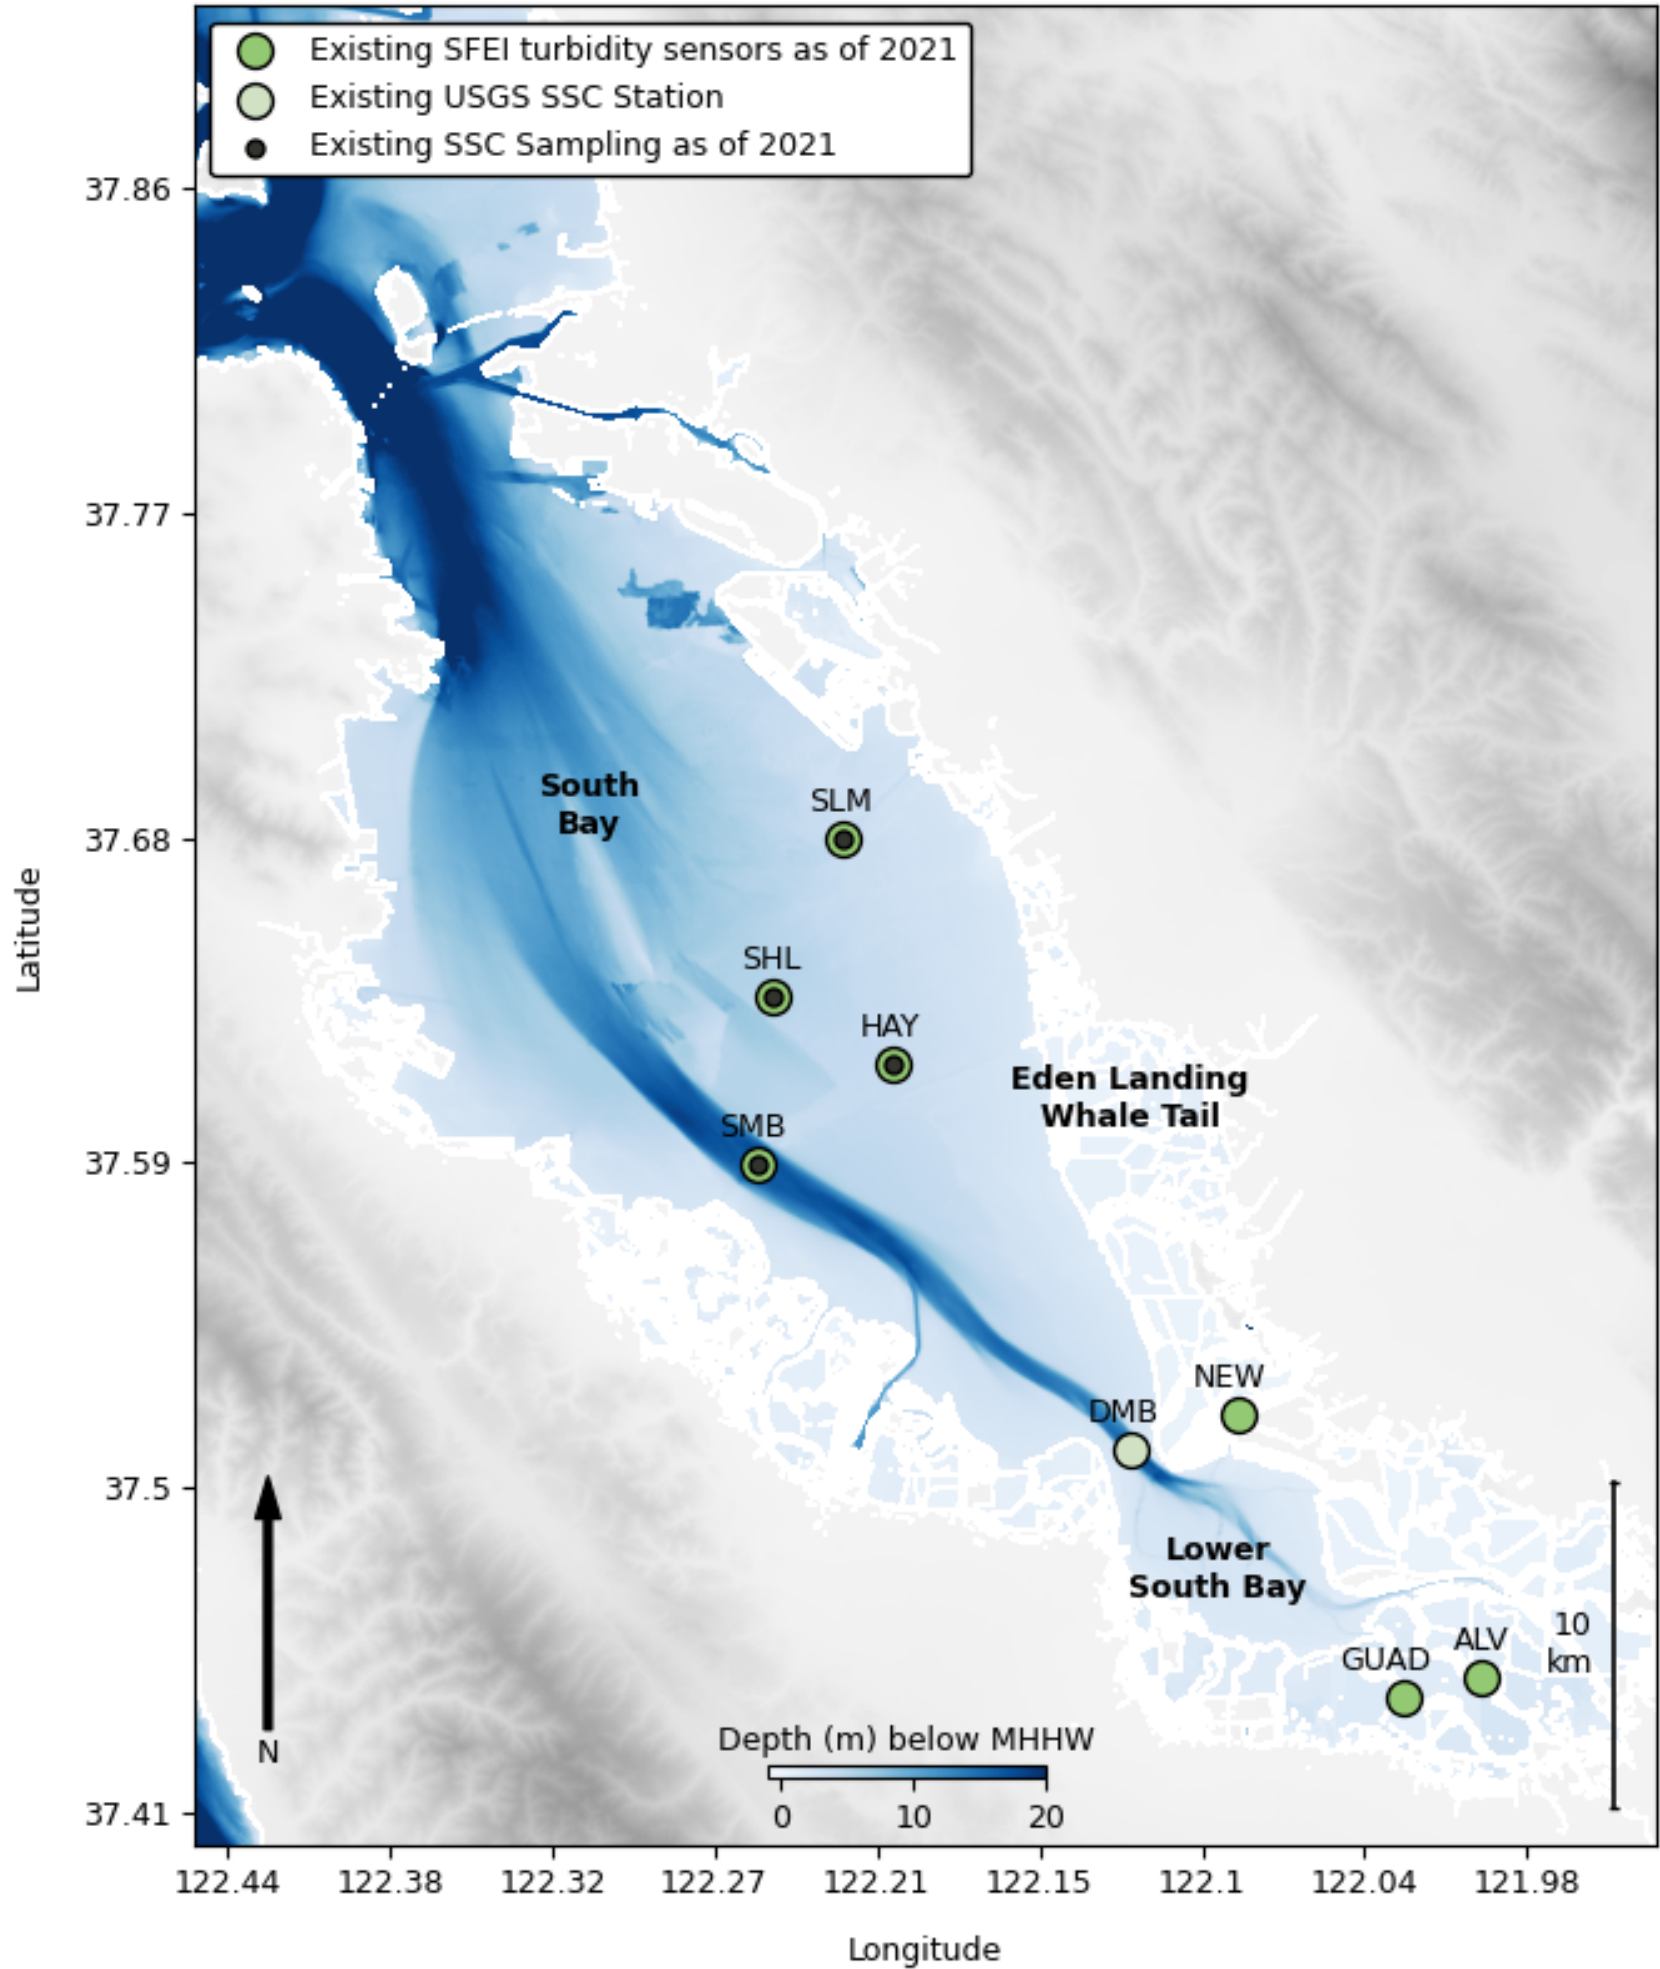 Existing SFEI turbidity sensors as of 2021
Existing USGS SSC Station
Existing SSC Sampling as of 2021
37.86
37.77
37.68
37.59
37.5
37.41
Latitude
South
Bay
SLM
SHL
HAY
Eden Landing
Whale Tail
SMB
NEW
DMB
Lower
South Bay
10
km
ALV
GUAD
N
Depth (m) below MHHW
0 10 20
122.44 122.38 122.32 122.27 122.21 122.15 122.1 122.04 121.98
Longitude